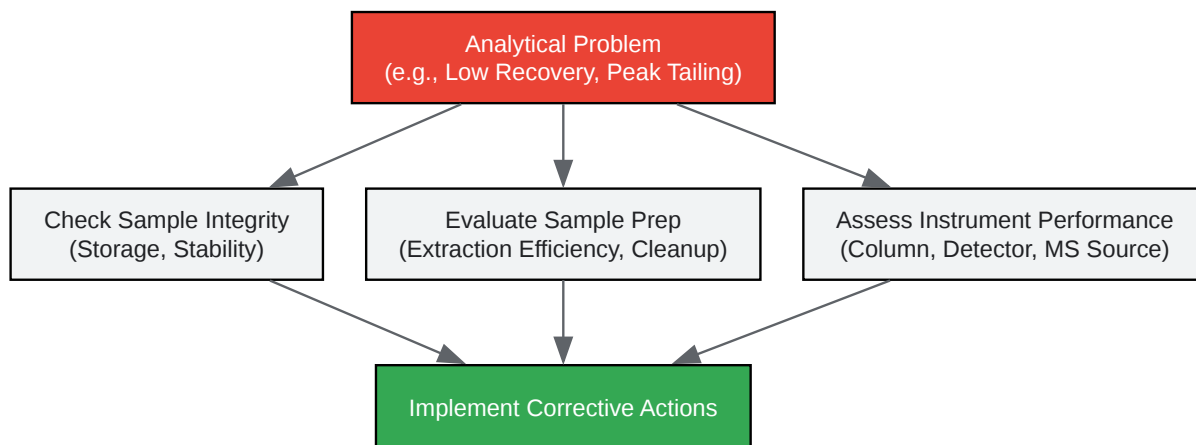 Analytical Problem
(e.g., Low Recovery, Peak Tailing)
Check Sample Integrity
(Storage, Stability)
Evaluate Sample Prep
(Extraction Efficiency, Cleanup)
Assess Instrument Performance
(Column, Detector, MS Source)
Implement Corrective Actions